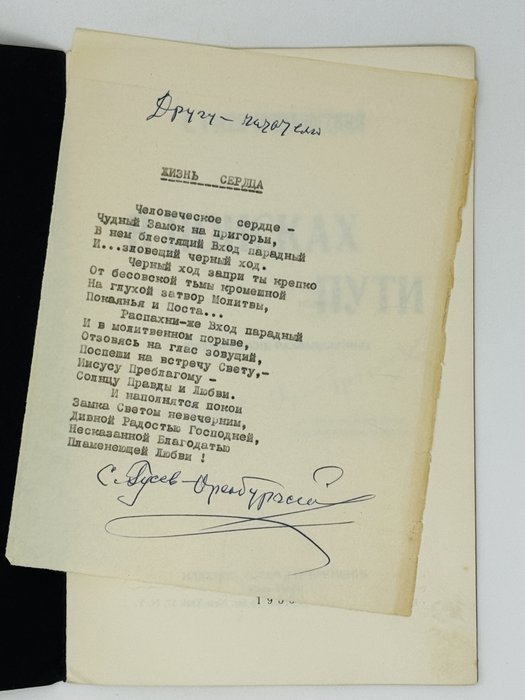 Другу - читателю
ЖИЗНЬ СЕРДЦА
Человеческое сердце -
Чудный Замок на пригорьи,
В нем блестящий Вход парадный
И...зловещий черный ход.
Черный ход запри ты крепко
От бесовской тьмы кромешной
На глухой затвор Молитвы,
Покаянья и Поста...
Распахни-же Вход парадный
И в молитвенном порыве,
Отзовясь на глас зовущий,
Поспеши на встречу Свету,-
Иисусу Преблагому -
Солнцу Правды и Любви.
И наполнятся покои
Замка Светом невечерним,
Дивной Радостью Господней,
Несказанной Благодатью
Пламенеющей Любви !
С. Гусев-Оренбургский
КАХ
ПУТИ